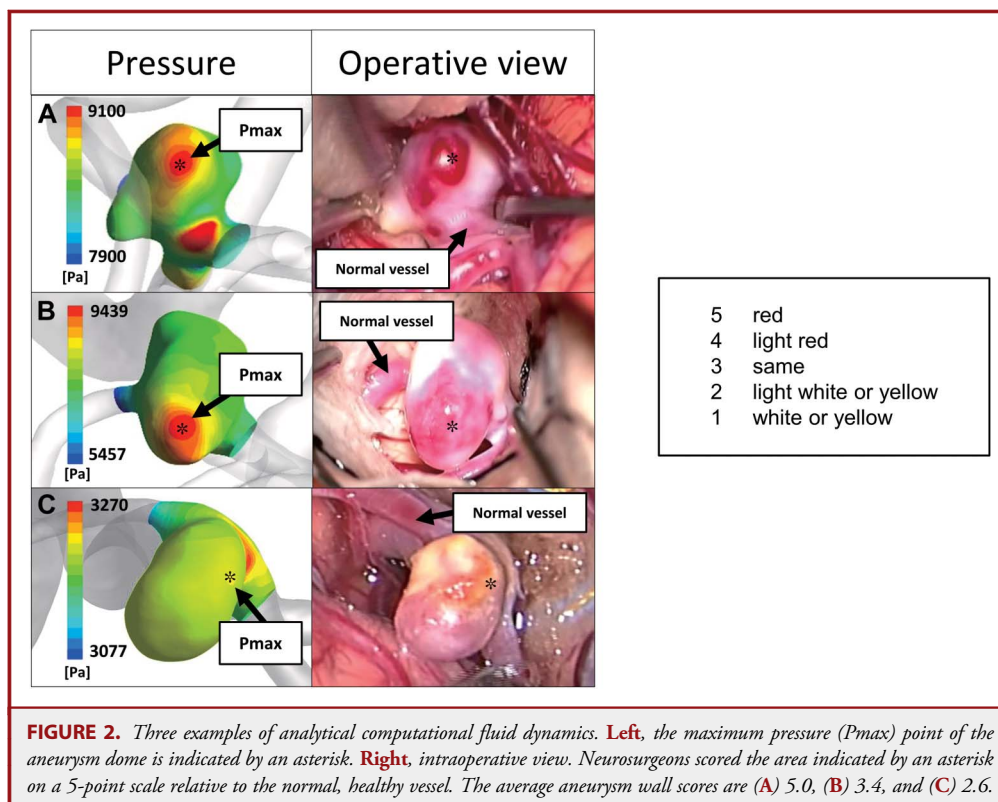 Pressure
Operative view
A
9100
Pmax
*
7900
[Pa]
*
Normal vessel
B
9439
Pmax
*
5457
[Pa]
Normal vessel
*
C
3270
*
Pmax
3077
[Pa]
Normal vessel
*
5 red
4 light red
3 same
2 light white or yellow
1 white or yellow
FIGURE 2. Three examples of analytical computational fluid dynamics. Left, the maximum pressure (Pmax) point of the
aneurysm dome is indicated by an asterisk. Right, intraoperative view. Neurosurgeons scored the area indicated by an asterisk
on a 5-point scale relative to the normal, healthy vessel. The average aneurysm wall scores are (A) 5.0, (B) 3.4, and (C) 2.6.